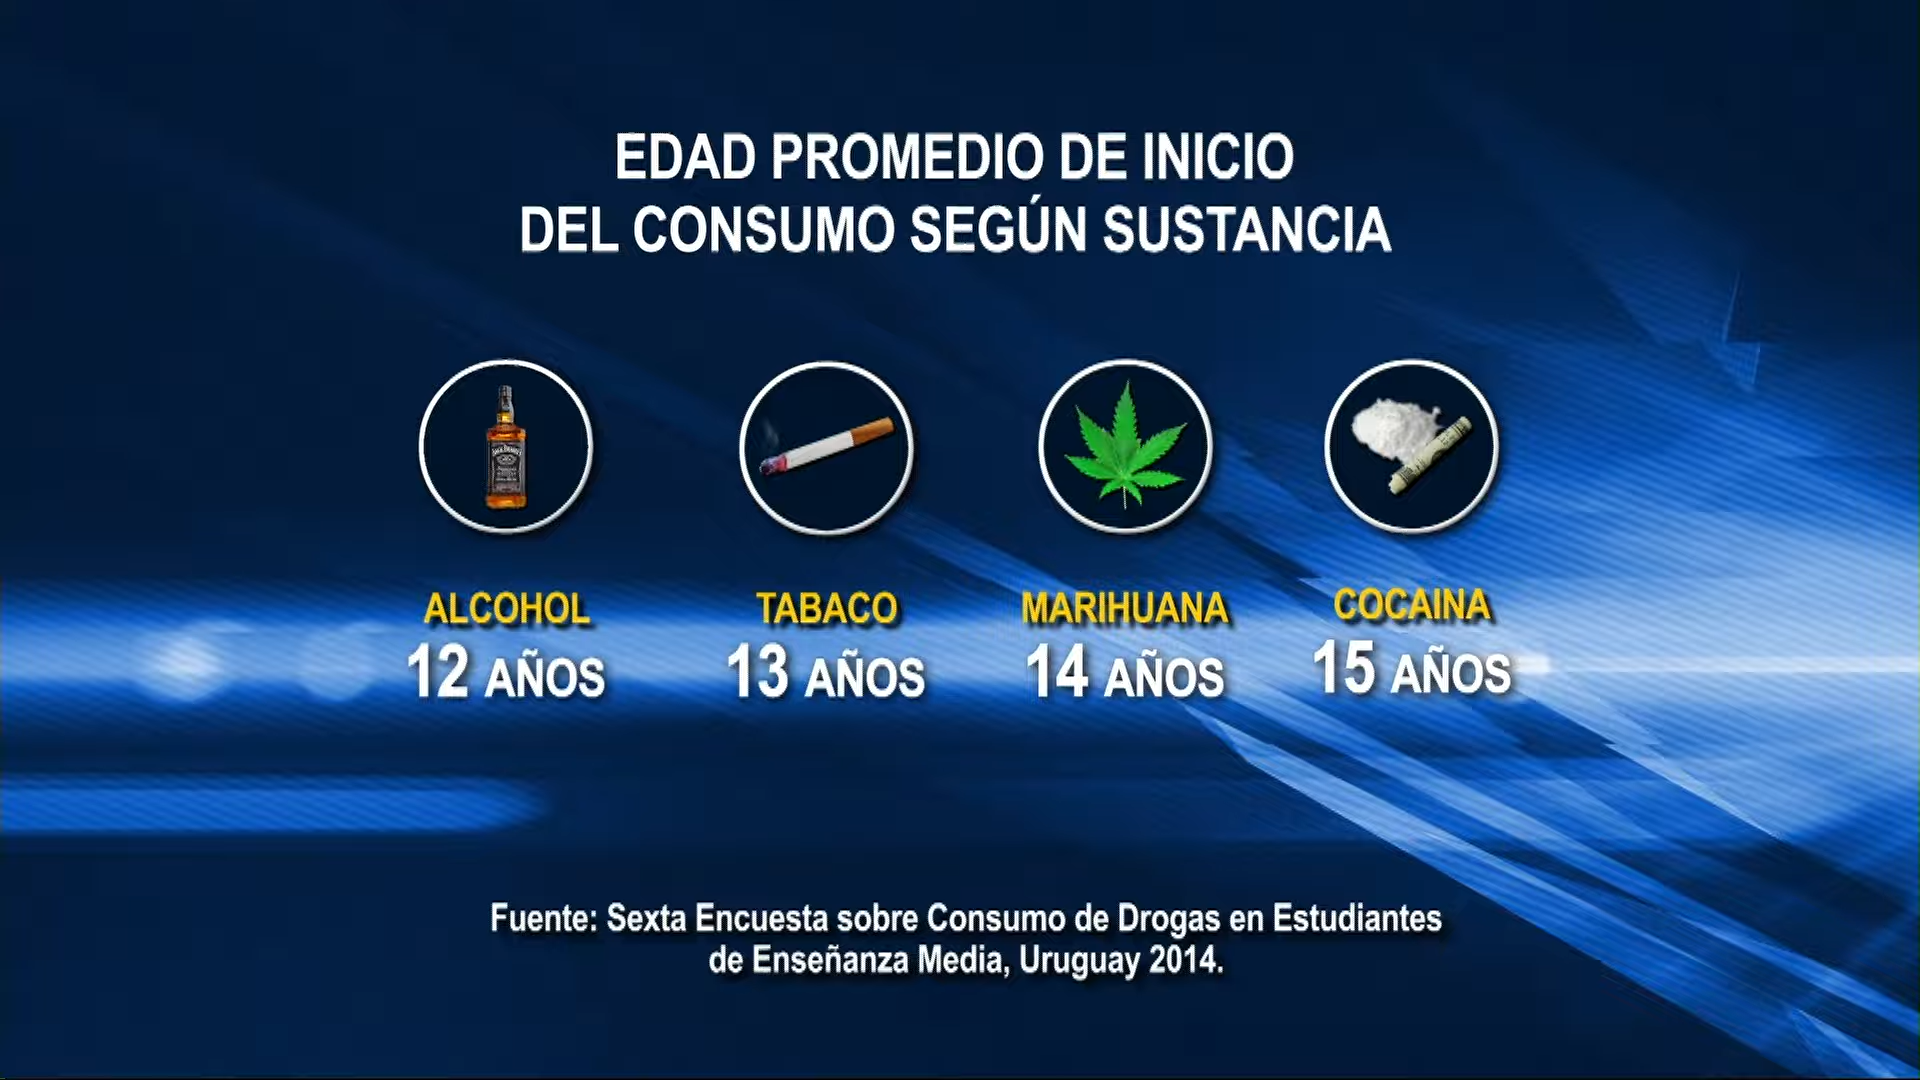 EDAD PROMEDIO DE INICIO
DEL CONSUMO SEGÚN SUSTANCIA
ALCOHOL
12 AÑOS
TABACO
13 AÑOS
MARIHUANA
14 AÑOS
COCAINA
15 AÑOS
Fuente: Sexta Encuesta sobre Consumo de Drogas en Estudiantes
de Enseñanza Media, Uruguay 2014.